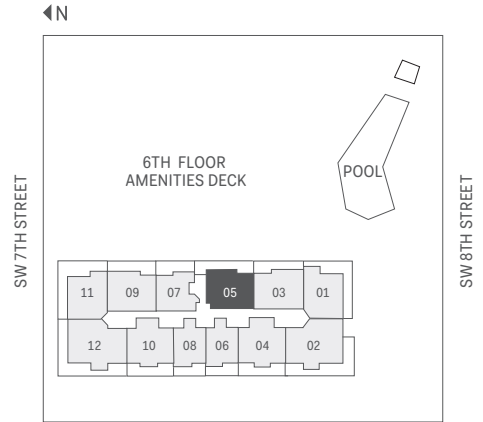 N
6TH FLOOR
AMENITIES DECK
POOL
SW 7TH STREET
SW 8TH STREET
11 09 07 05 03 01
12 10 08 06 04 02